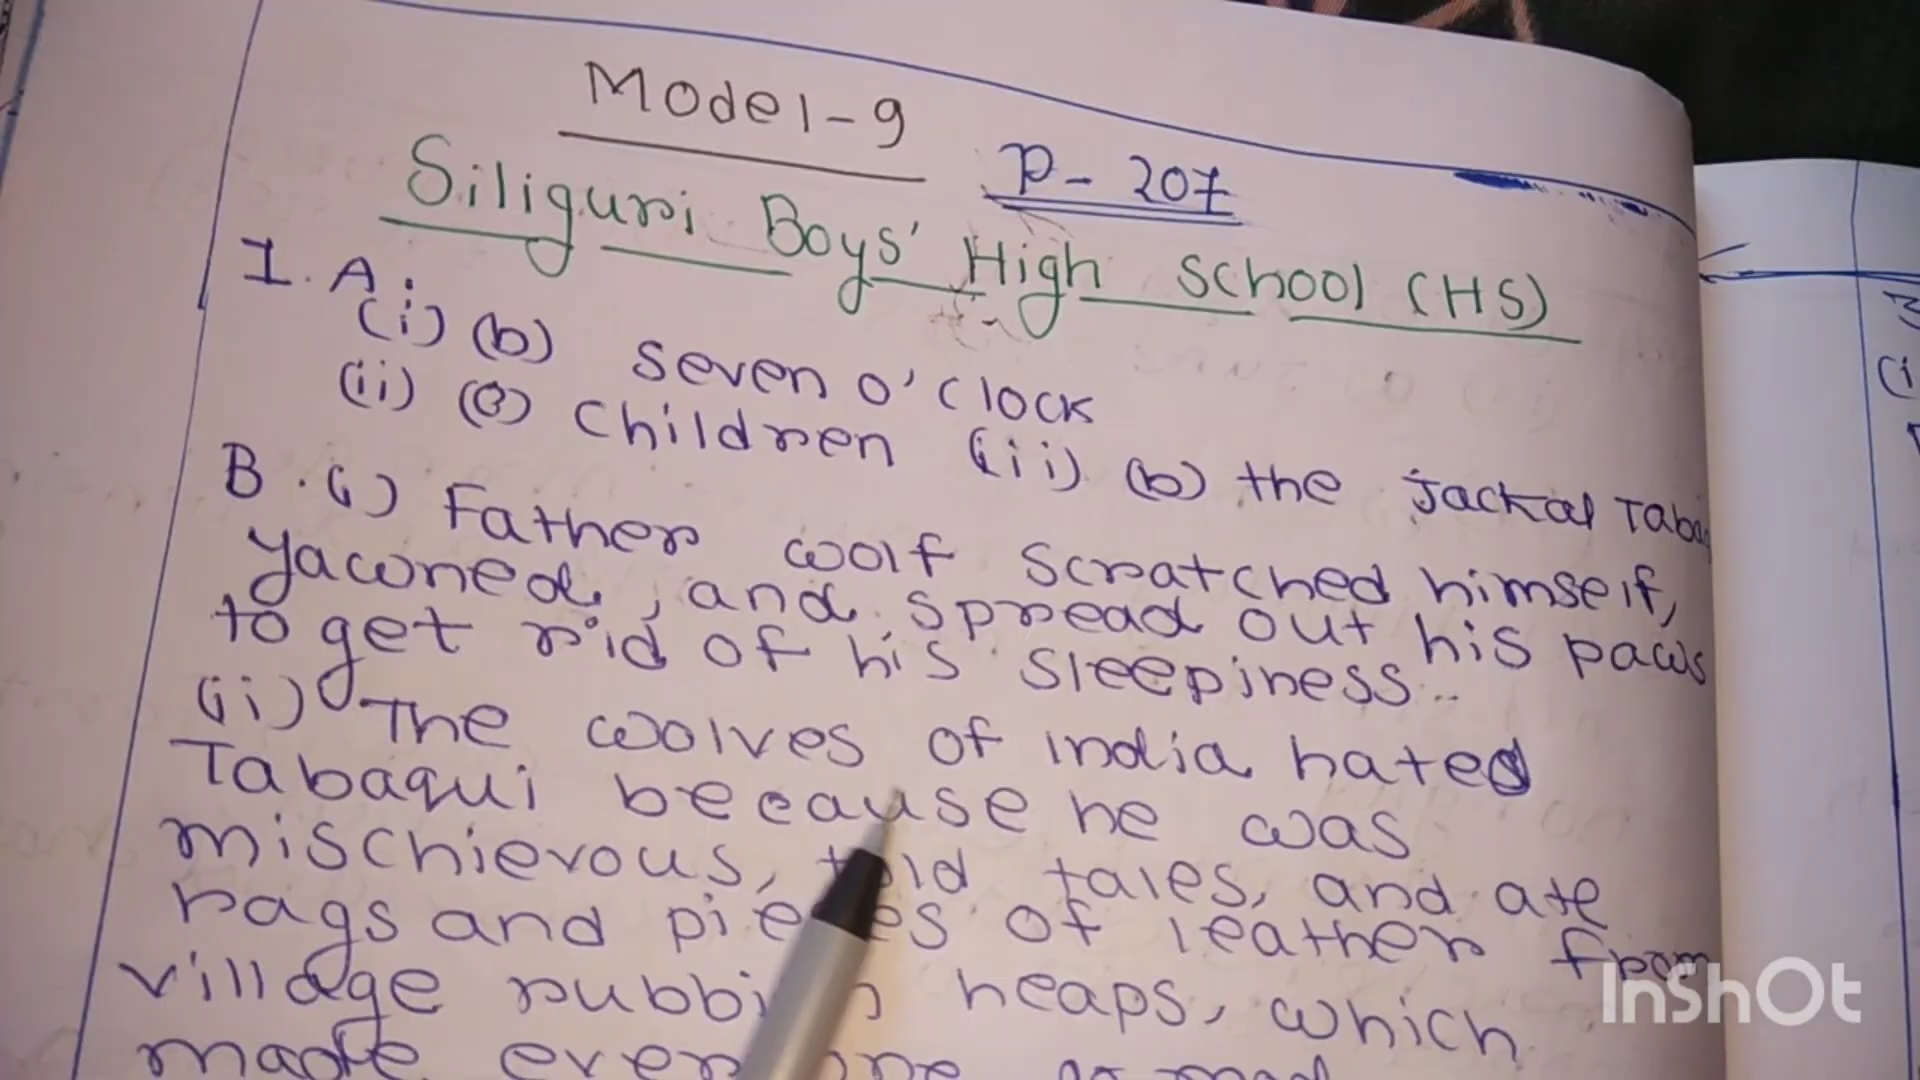 Model-9
P-207
Siliguri Boys' High School (HS)
I. A.
(i) (b) seven o'clock
(ii) children (iii) (b) the jackal
B. (i) Father wolf scratched himself,
yawned, and spread out his paws
to get rid of his sleepiness.
(ii) The wolves of india hated
Tabaqui because he was
mischievous, told tales, and ate
rags and pieces of leather from
village heaps, which
made
InShOt